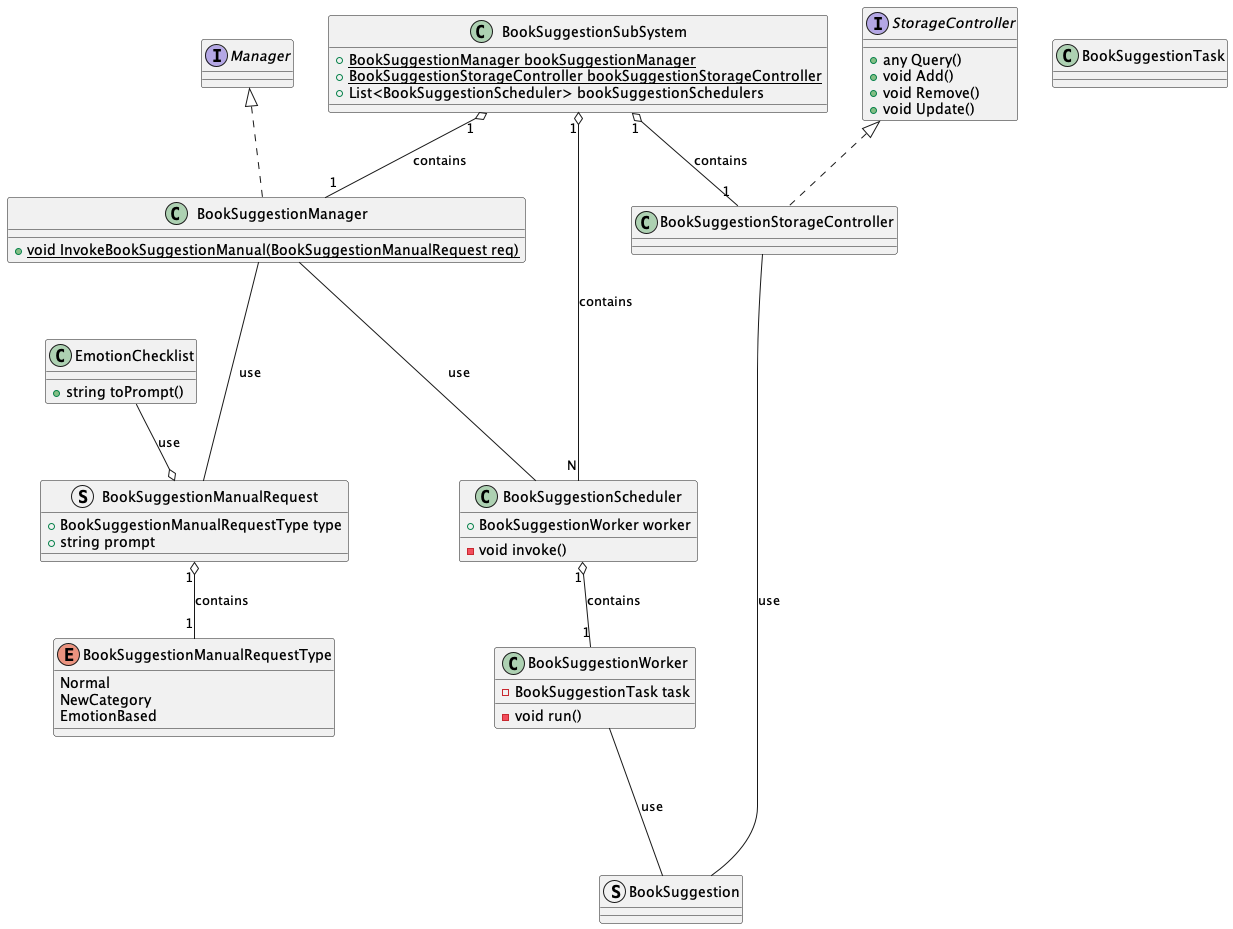 C BookSuggestionSubSystem
BookSuggestionManager bookSuggestionManager
BookSuggestionStorageController bookSuggestionStorageController
List<BookSuggestionScheduler> bookSuggestionSchedulers
I Manager
I StorageController
any Query()
void Add()
void Remove()
void Update()
C BookSuggestionTask
1
1
1
contains
contains
1
1
C BookSuggestionManager
void InvokeBookSuggestionManual(BookSuggestionManualRequest req)
C BookSuggestionStorageController
contains
C EmotionChecklist
string toPrompt()
use
use
use
N
S BookSuggestionManualRequest
BookSuggestionManualRequestType type
string prompt
C BookSuggestionScheduler
BookSuggestionWorker worker
void invoke()
1
1
contains
contains
use
1
1
E BookSuggestionManualRequestType
Normal
NewCategory
EmotionBased
C BookSuggestionWorker
BookSuggestionTask task
void run()
use
S BookSuggestion